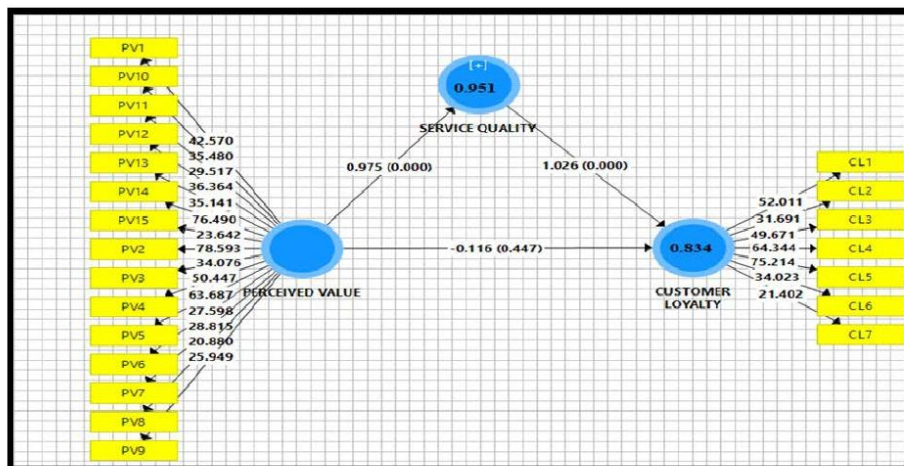 PV1
PV10
PV11
PV12
PV13
PV14
PV15
PV2
PV3
PV4
PV5
PV6
PV7
PV8
PV9
42.570
35.480
29.517
36.364
35.141
76.490
23.642
78.593
34.076
50.447
63.687
27.598
28.815
20.880
25.949
PERCEIVED VALUE
0.975 (0.000)
[+]
0.951
SERVICE QUALITY
1.026 (0.000)
-0.116 (0.447)
0.834
CUSTOMER
LOYALTY
52.011
31.691
49.671
64.344
75.214
34.023
21.402
CL1
CL2
CL3
CL4
CL5
CL6
CL7